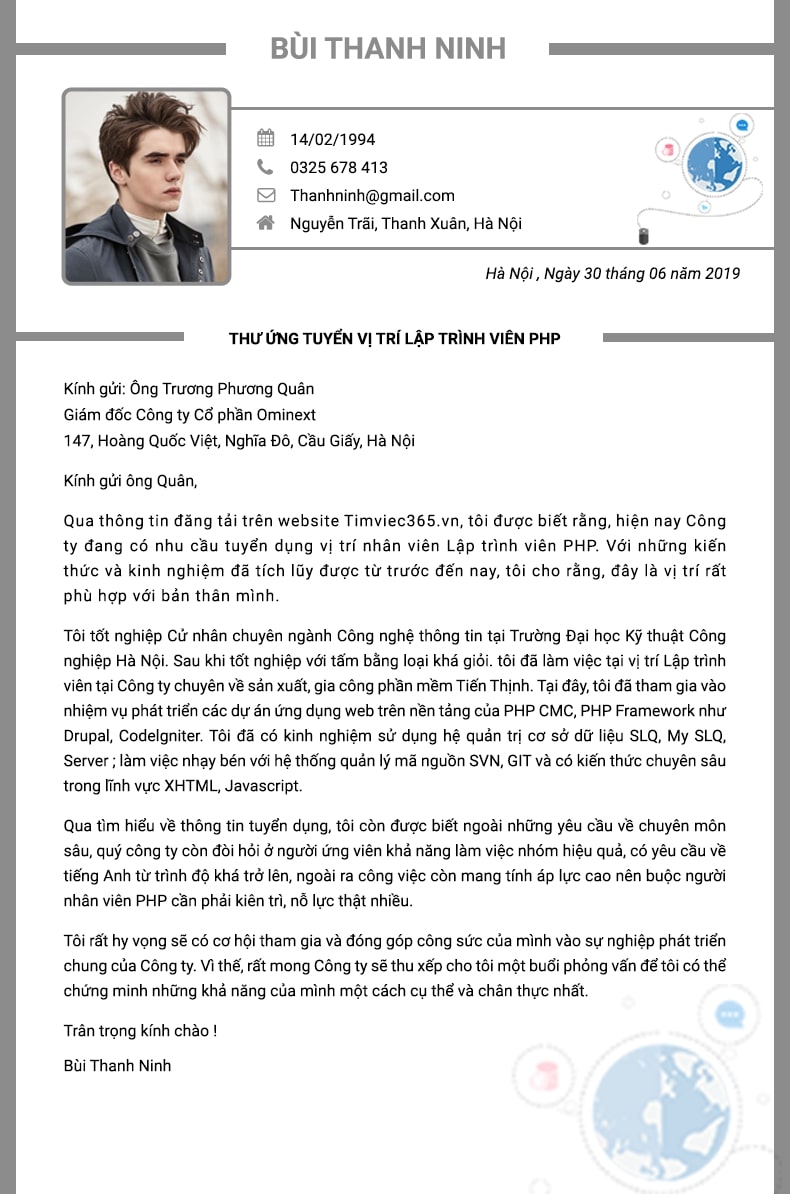 BÙI THANH NINH
14/02/1994
0325 678 413
Thanhninh@gmail.com
Nguyễn Trãi, Thanh Xuân, Hà Nội
Hà Nội , Ngày 30 tháng 06 năm 2019
THƯ ỨNG TUYỂN VỊ TRÍ LẬP TRÌNH VIÊN PHP
Kính gửi: Ông Trương Phương Quân
Giám đốc Công ty Cổ phần Ominext
147, Hoàng Quốc Việt, Nghĩa Đô, Cầu Giấy, Hà Nội
Kính gửi ông Quân,
Qua thông tin đăng tải trên website Timviec365.vn, tôi được biết rằng, hiện nay Công
ty đang có nhu cầu tuyển dụng vị trí nhân viên Lập trình viên PHP. Với những kiến
thức và kinh nghiệm đã tích lũy được từ trước đến nay, tôi cho rằng, đây là vị trí rất
phù hợp với bản thân mình.
Tôi tốt nghiệp Cử nhân chuyên ngành Công nghệ thông tin tại Trường Đại học Kỹ thuật Công
nghiệp Hà Nội. Sau khi tốt nghiệp với tấm bằng loại khá giỏi. tôi đã làm việc tại vị trí Lập trình
viên tại Công ty chuyên về sản xuất, gia công phần mềm Tiến Thịnh. Tại đây, tôi đã tham gia vào
nhiệm vụ phát triển các dự án ứng dụng web trên nền tảng của PHP CMC, PHP Framework như
Drupal, CodeIgniter. Tôi đã có kinh nghiệm sử dụng hệ quản trị cơ sở dữ liệu SLQ, My SLQ,
Server ; làm việc nhạy bén với hệ thống quản lý mã nguồn SVN, GIT và có kiến thức chuyên sâu
trong lĩnh vực XHTML, Javascript.
Qua tìm hiểu về thông tin tuyển dụng, tôi còn được biết ngoài những yêu cầu về chuyên môn
sâu, quý công ty còn đòi hỏi ở người ứng viên khả năng làm việc nhóm hiệu quả, có yêu cầu về
tiếng Anh từ trình độ khá trở lên, ngoài ra công việc còn mang tính áp lực cao nên buộc người
nhân viên PHP cần phải kiên trì, nỗ lực thật nhiều.
Tôi rất hy vọng sẽ có cơ hội tham gia và đóng góp công sức của mình vào sự nghiệp phát triển
chung của Công ty. Vì thế, rất mong Công ty sẽ thu xếp cho tôi một buổi phỏng vấn để tôi có thể
chứng minh những khả năng của mình một cách cụ thể và chân thực nhất.
Trân trọng kính chào !
Bùi Thanh Ninh